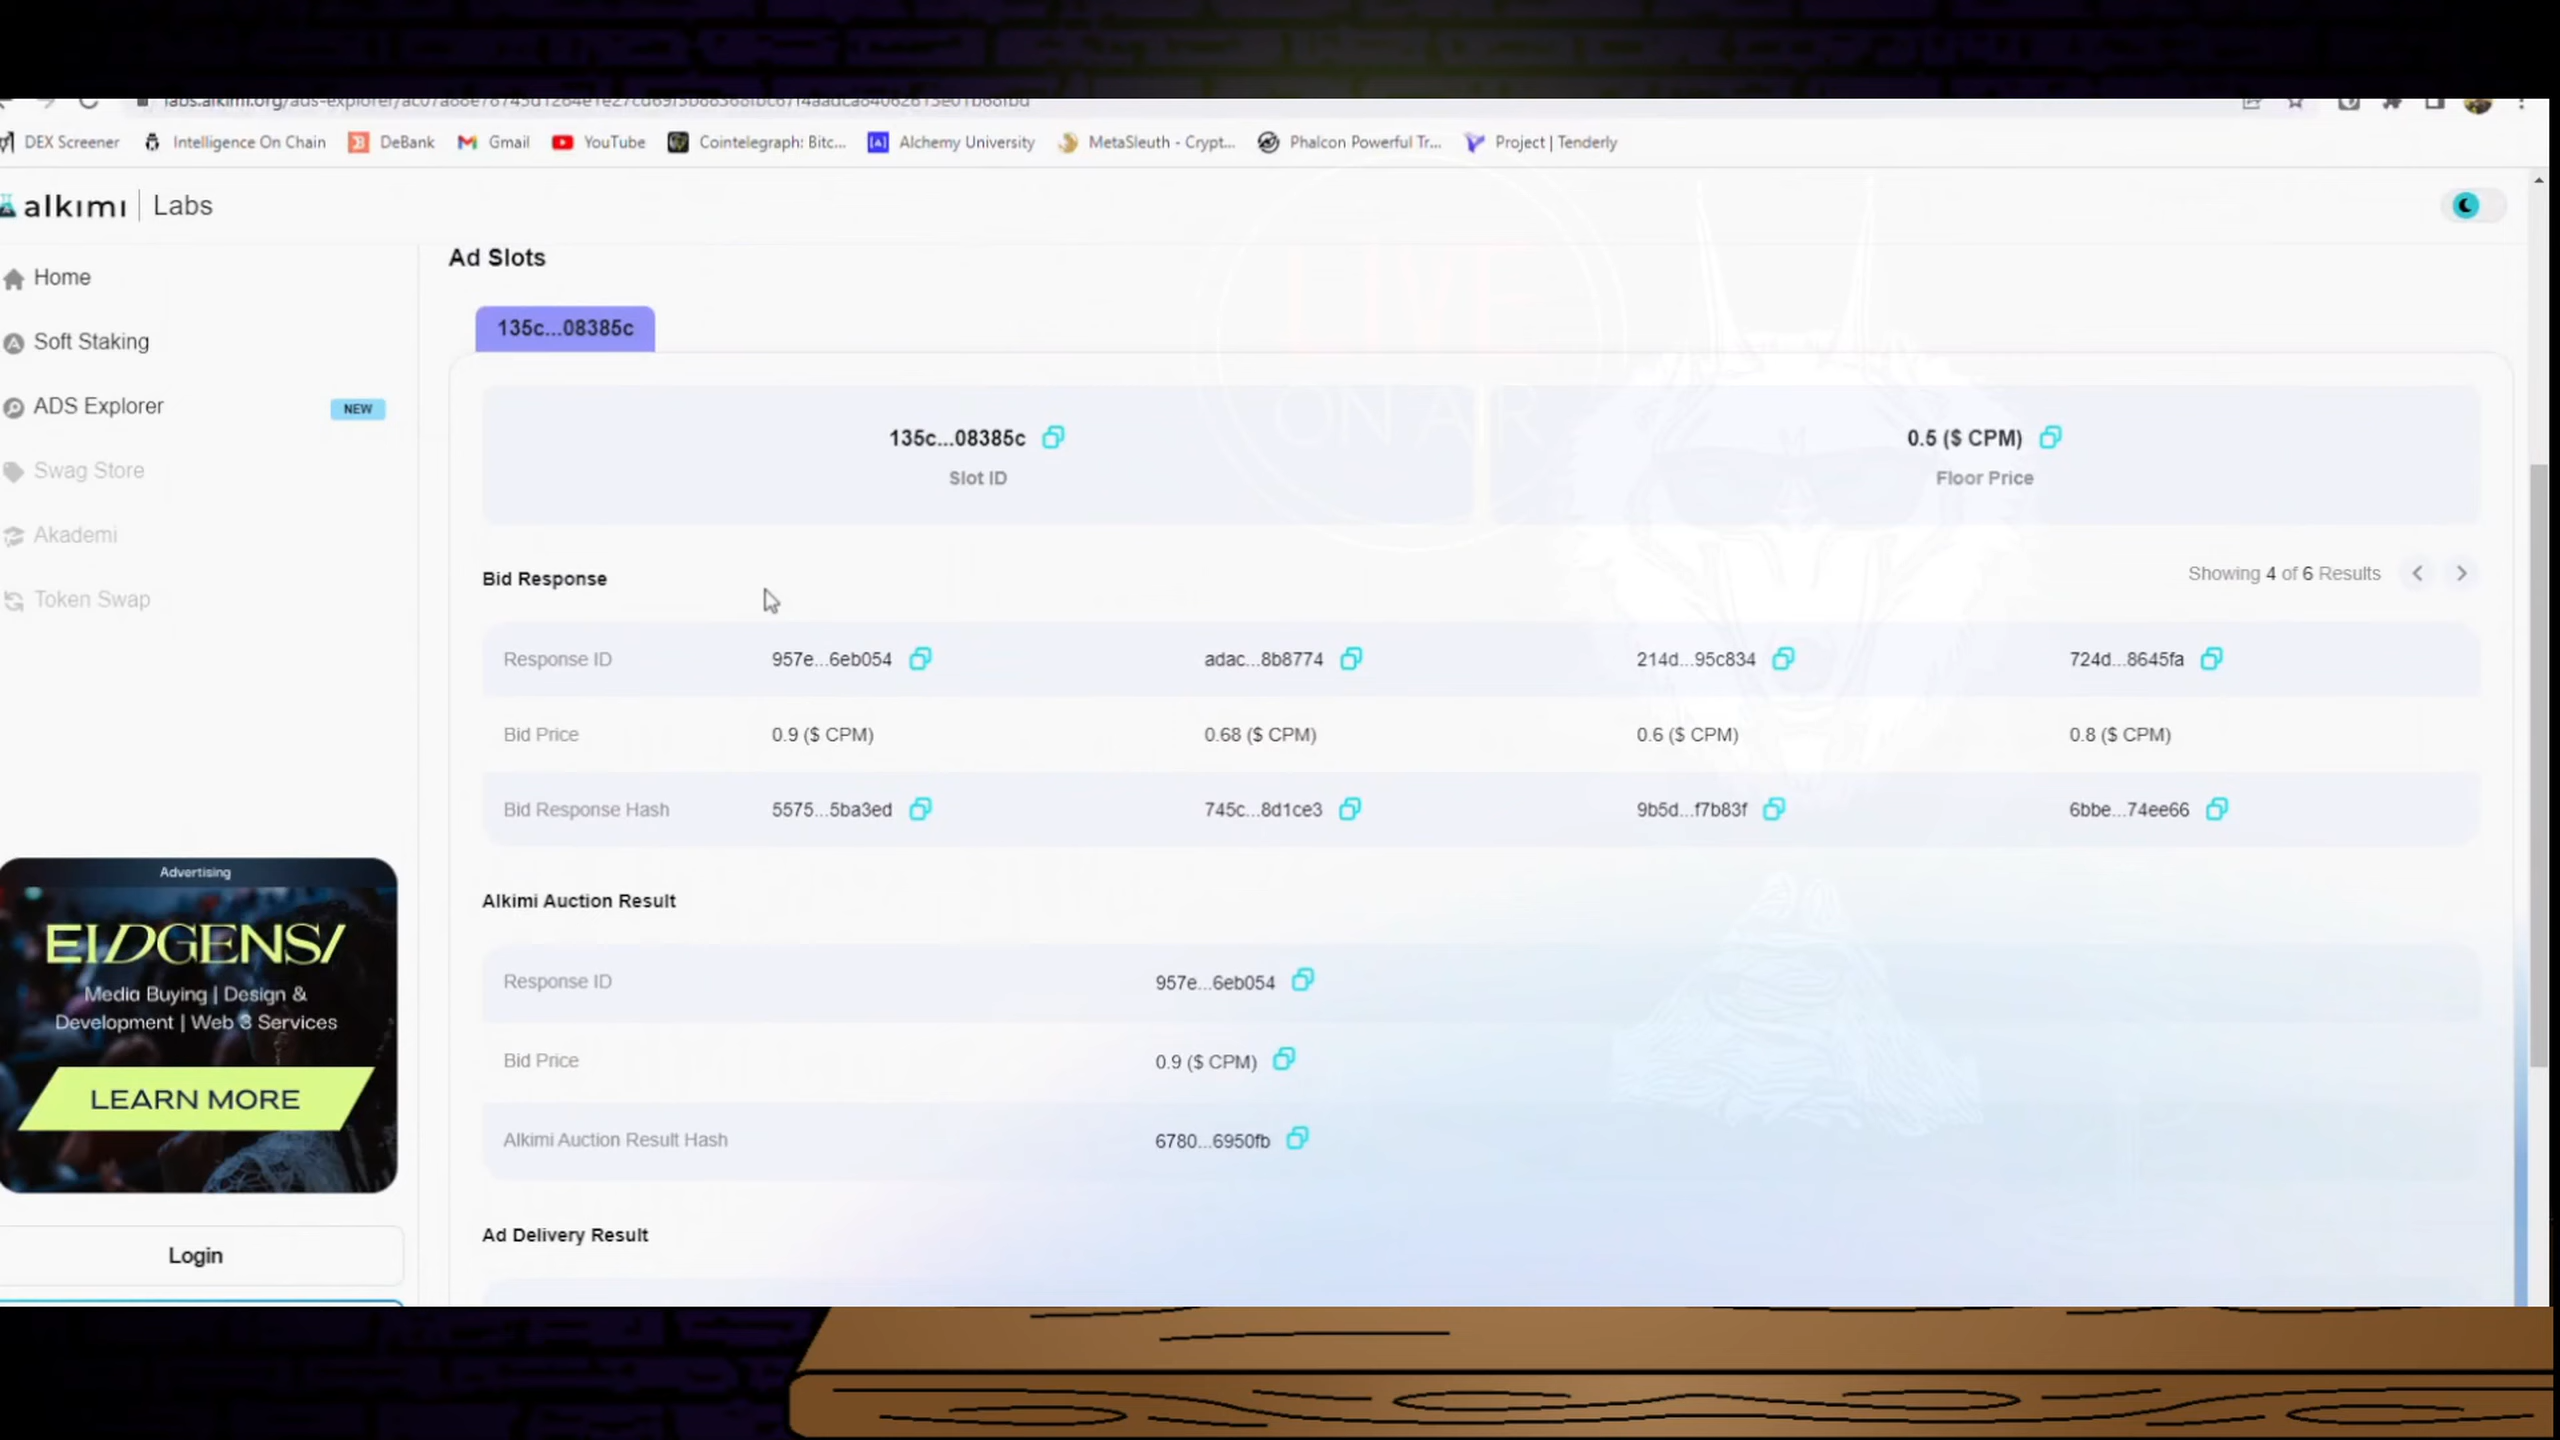 DEX Screener Intelligence On Chain DeBank Gmail YouTube Cointelegraph: Bitc... Alchemy University MetaSleuth - Crypt... Phalcon Powerful Tr... Project | Tenderly
alkimi | Labs
Home
Soft Staking
ADS Explorer NEW
Swag Store
Akademi
Token Swap
Advertising
EIDGENSI
Media Buying | Design &
Development | Web 3 Services
LEARN MORE
Login
LIVE
ON AIR
Ad Slots
135c...08385c
135c...08385c 0.5 ($ CPM)
Slot ID Floor Price
Bid Response Showing 4 of 6 Results
Response ID 957e...6eb054 adac...8b8774 214d...95c834 724d...8645fa
Bid Price 0.9 ($ CPM) 0.68 ($ CPM) 0.6 ($ CPM) 0.8 ($ CPM)
Bid Response Hash 5575...5ba3ed 745c...8d1ce3 9b5d...f7b83f 6bbe...74ee66
Alkimi Auction Result
Response ID 957e...6eb054
Bid Price 0.9 ($ CPM)
Alkimi Auction Result Hash 6780...6950fb
Ad Delivery Result